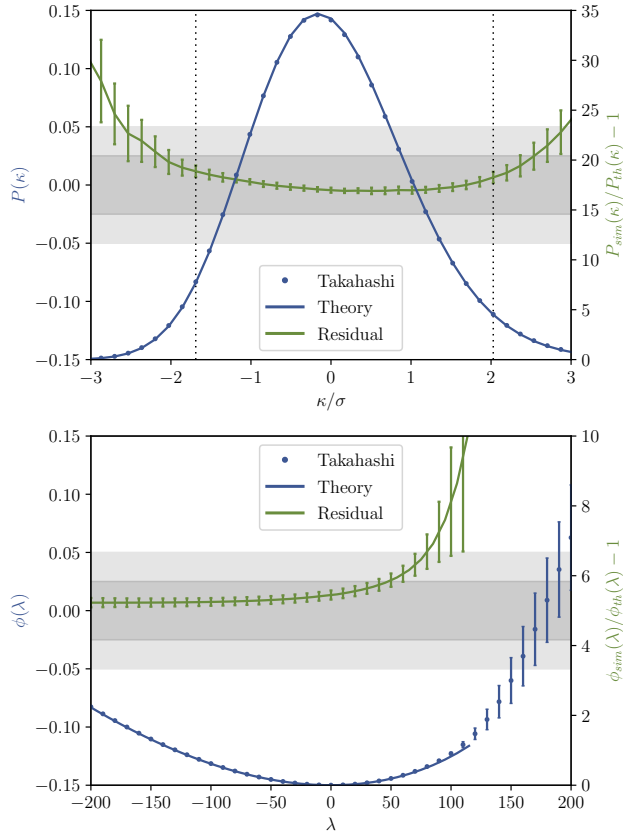 0.15
0.10
0.05
0.00
−0.05
−0.10
−0.15
P(κ)
35
30
25
20
15
10
5
0
P_sim(κ)/P_th(κ) − 1
Takahashi
Theory
Residual
−3 −2 −1 0 1 2 3
κ/σ
0.15
0.10
0.05
0.00
−0.05
−0.10
−0.15
ϕ(λ)
10
8
6
4
2
0
ϕ_sim(λ)/ϕ_th(λ) − 1
Takahashi
Theory
Residual
−200 −150 −100 −50 0 50 100 150 200
λ